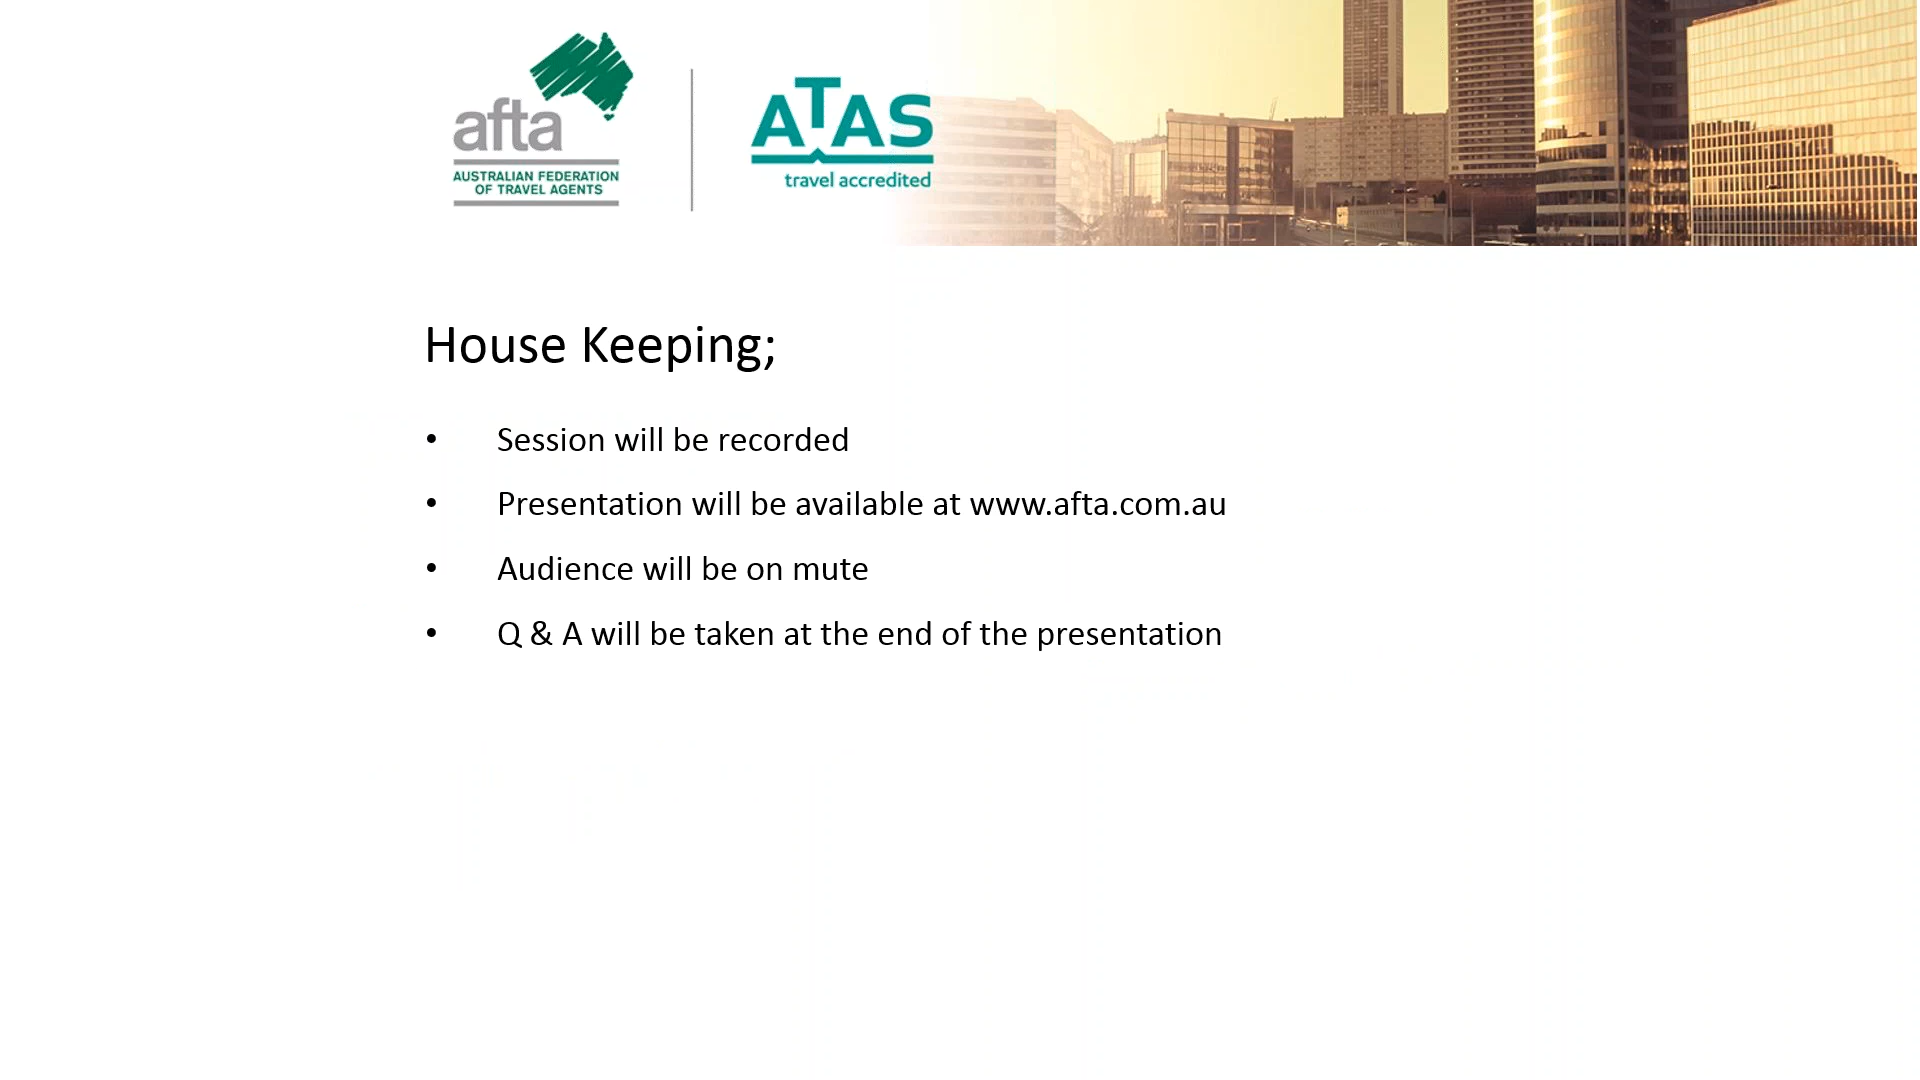 afta
AUSTRALIAN FEDERATION
OF TRAVEL AGENTS
ATAS
travel accredited
House Keeping;
• Session will be recorded
• Presentation will be available at www.afta.com.au
• Audience will be on mute
• Q & A will be taken at the end of the presentation